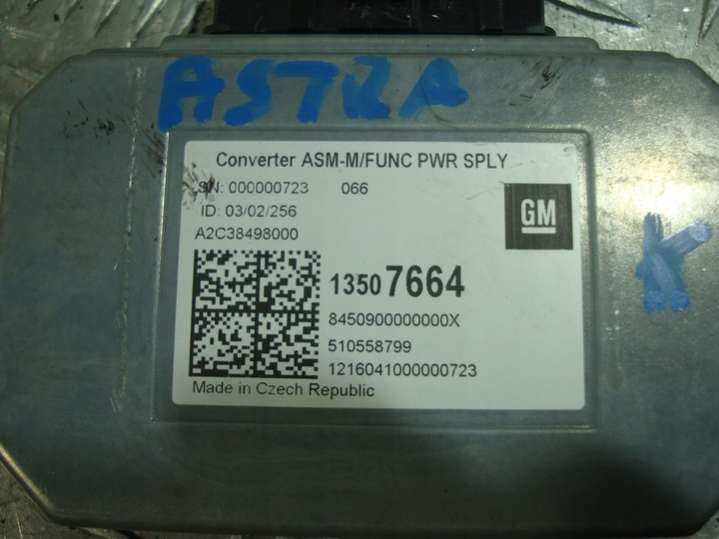 ASTRA
Converter ASM-M/FUNC PWR SPLY
SN: 000000723 066
ID: 03/02/256
A2C38498000
GM
K
13507664
8450900000000X
510558799
1216041000000723
Made in Czech Republic